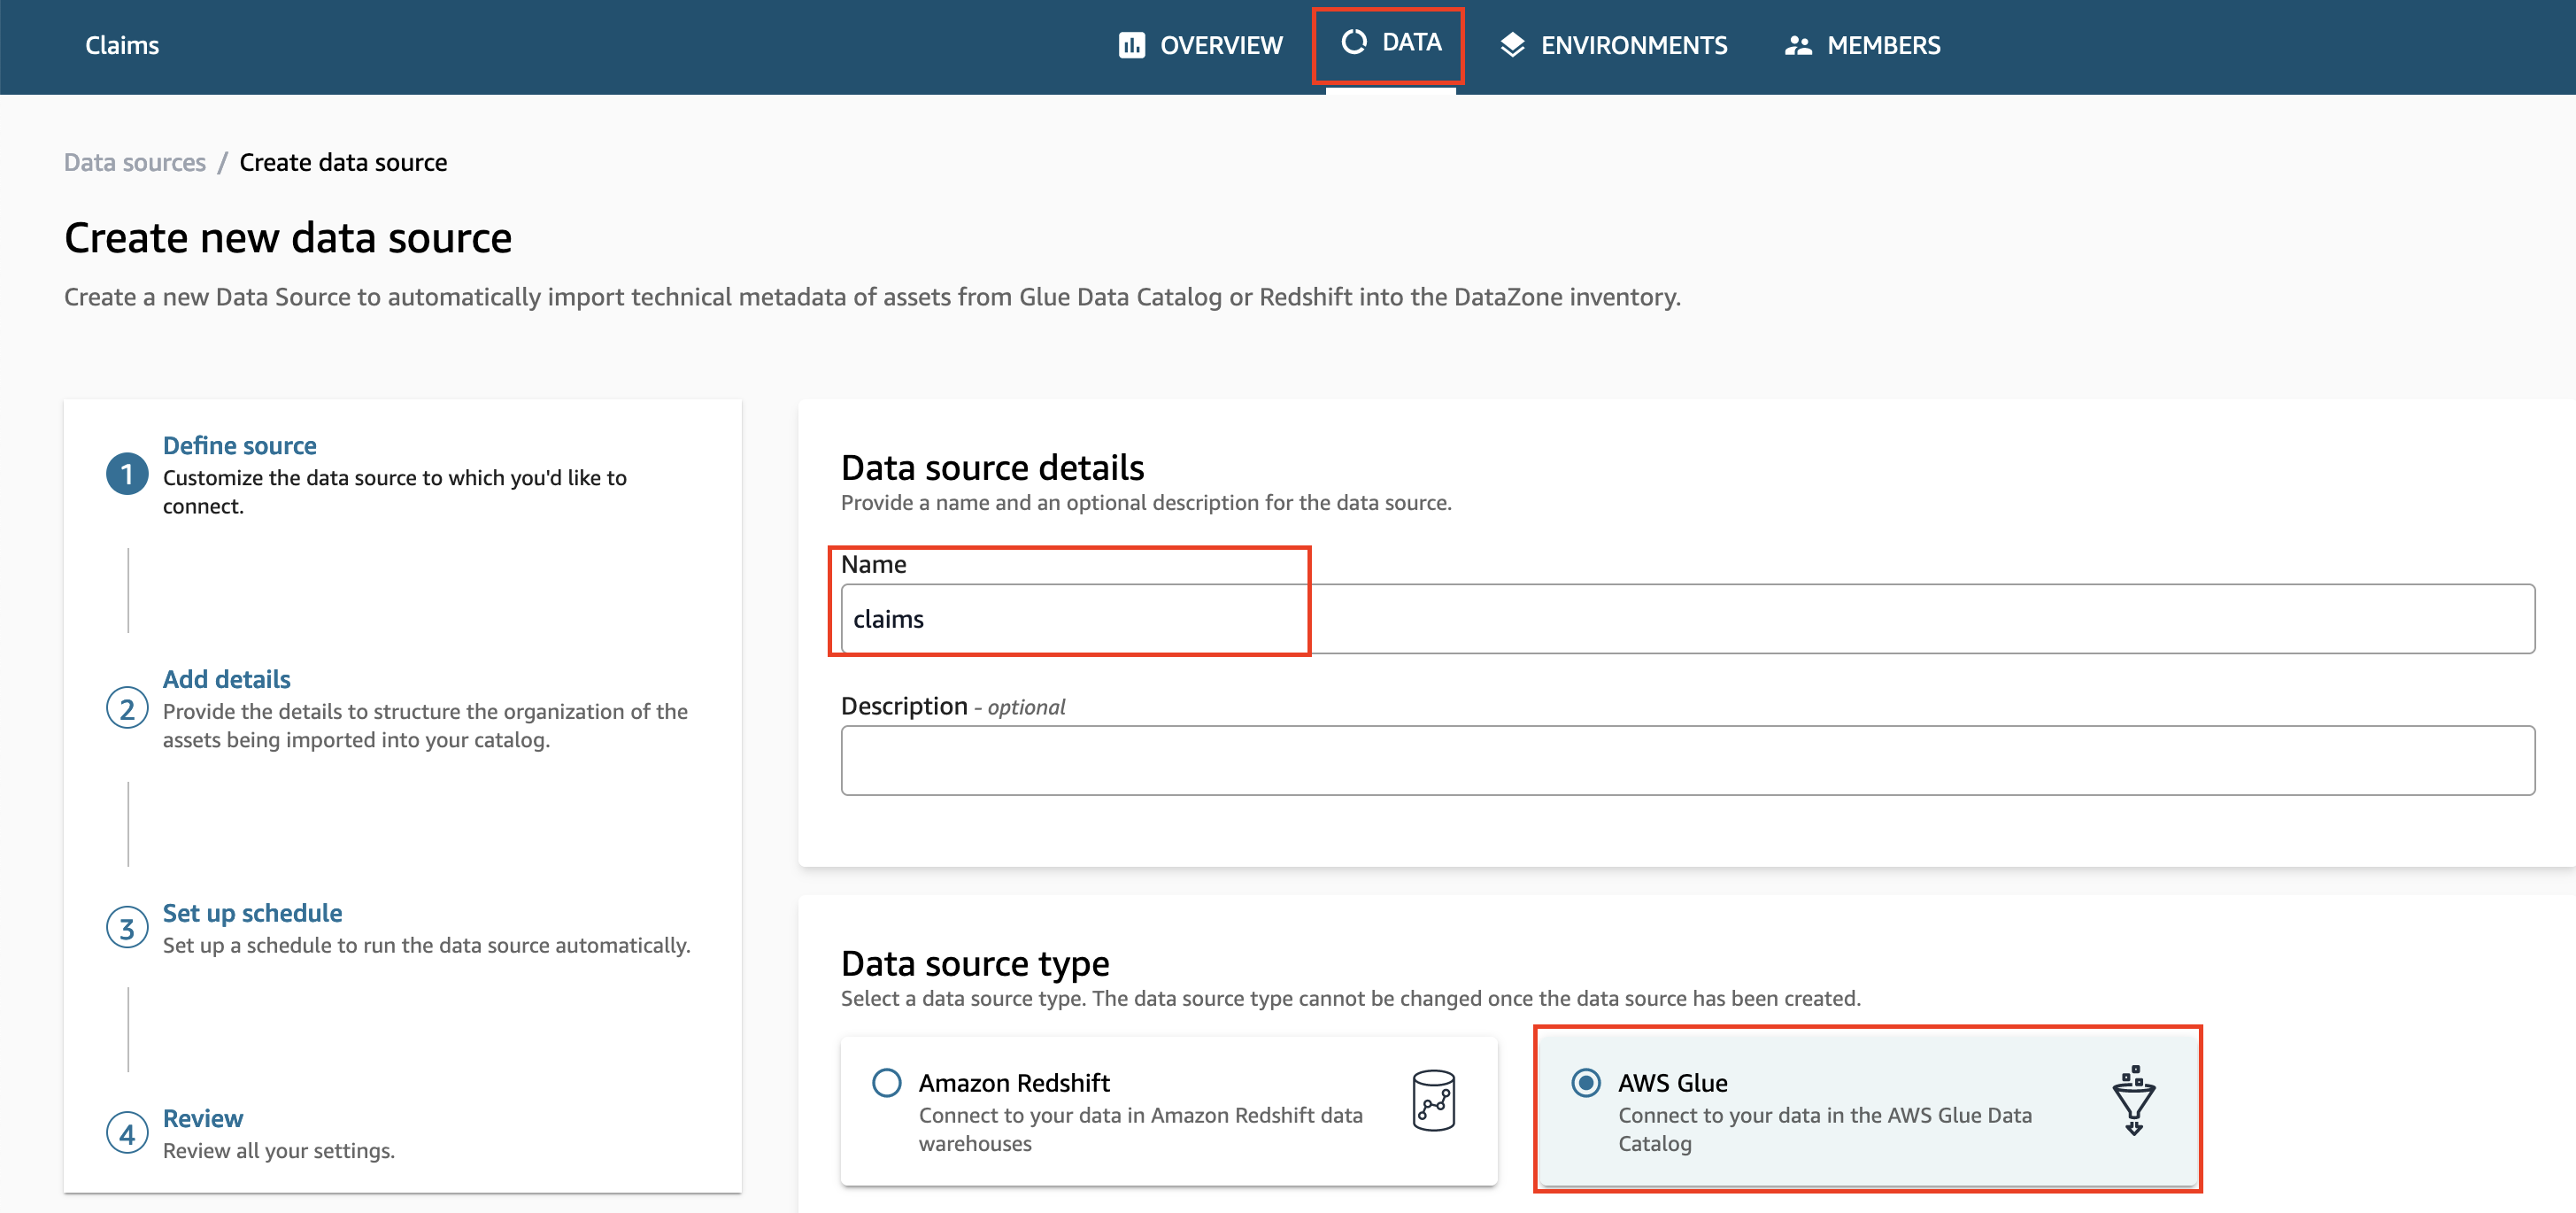 Claims
OVERVIEW
DATA
ENVIRONMENTS
MEMBERS
Data sources / Create data source
Create new data source
Create a new Data Source to automatically import technical metadata of assets from Glue Data Catalog or Redshift into the DataZone inventory.
1
Define source
Customize the data source to which you'd like to
connect.
2
Add details
Provide the details to structure the organization of the
assets being imported into your catalog.
3
Set up schedule
Set up a schedule to run the data source automatically.
4
Review
Review all your settings.
Data source details
Provide a name and an optional description for the data source.
Name
claims
Description - optional
Data source type
Select a data source type. The data source type cannot be changed once the data source has been created.
Amazon Redshift
Connect to your data in Amazon Redshift data
warehouses
AWS Glue
Connect to your data in the AWS Glue Data
Catalog